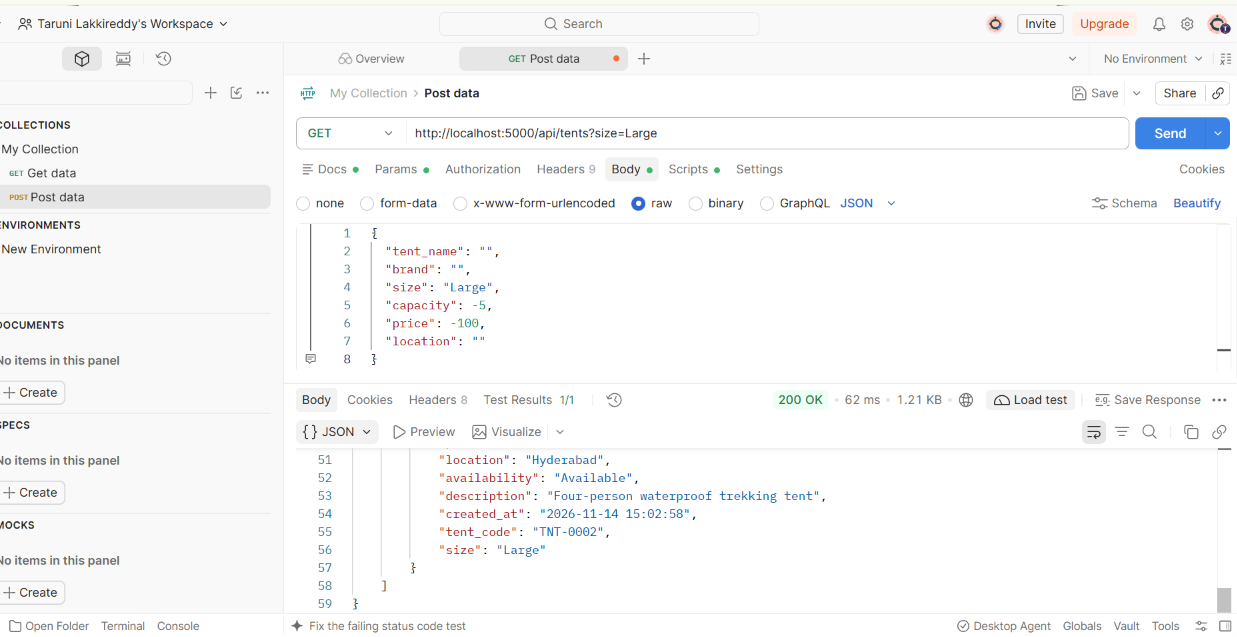 Taruni Lakkireddy's Workspace
Search
Invite
Upgrade
Overview
GET Post data
No Environment
HTTP My Collection > Post data
Save
Share
COLLECTIONS
My Collection
GET Get data
POST Post data
ENVIRONMENTS
New Environment
DOCUMENTS
No items in this panel
+ Create
SPECS
No items in this panel
+ Create
MOCKS
No items in this panel
+ Create
GET
http://localhost:5000/api/tents?size=Large
Send
Docs
Params
Authorization
Headers 9
Body
Scripts
Settings
Cookies
none
form-data
x-www-form-urlencoded
raw
binary
GraphQL
JSON
Schema
Beautify
1 {
2 "tent_name": "",
3 "brand": "",
4 "size": "Large",
5 "capacity": -5,
6 "price": -100,
7 "location": ""
8 }
Body
Cookies
Headers 8
Test Results 1/1
200 OK
62 ms
1.21 KB
Load test
e.g. Save Response
{} JSON
Preview
Visualize
51 "location": "Hyderabad",
52 "availability": "Available",
53 "description": "Four-person waterproof trekking tent",
54 "created_at": "2026-11-14 15:02:58",
55 "tent_code": "TNT-0002",
56 "size": "Large"
57 }
58 ]
59 }
Open Folder
Terminal
Console
Fix the failing status code test
Desktop Agent
Globals
Vault
Tools